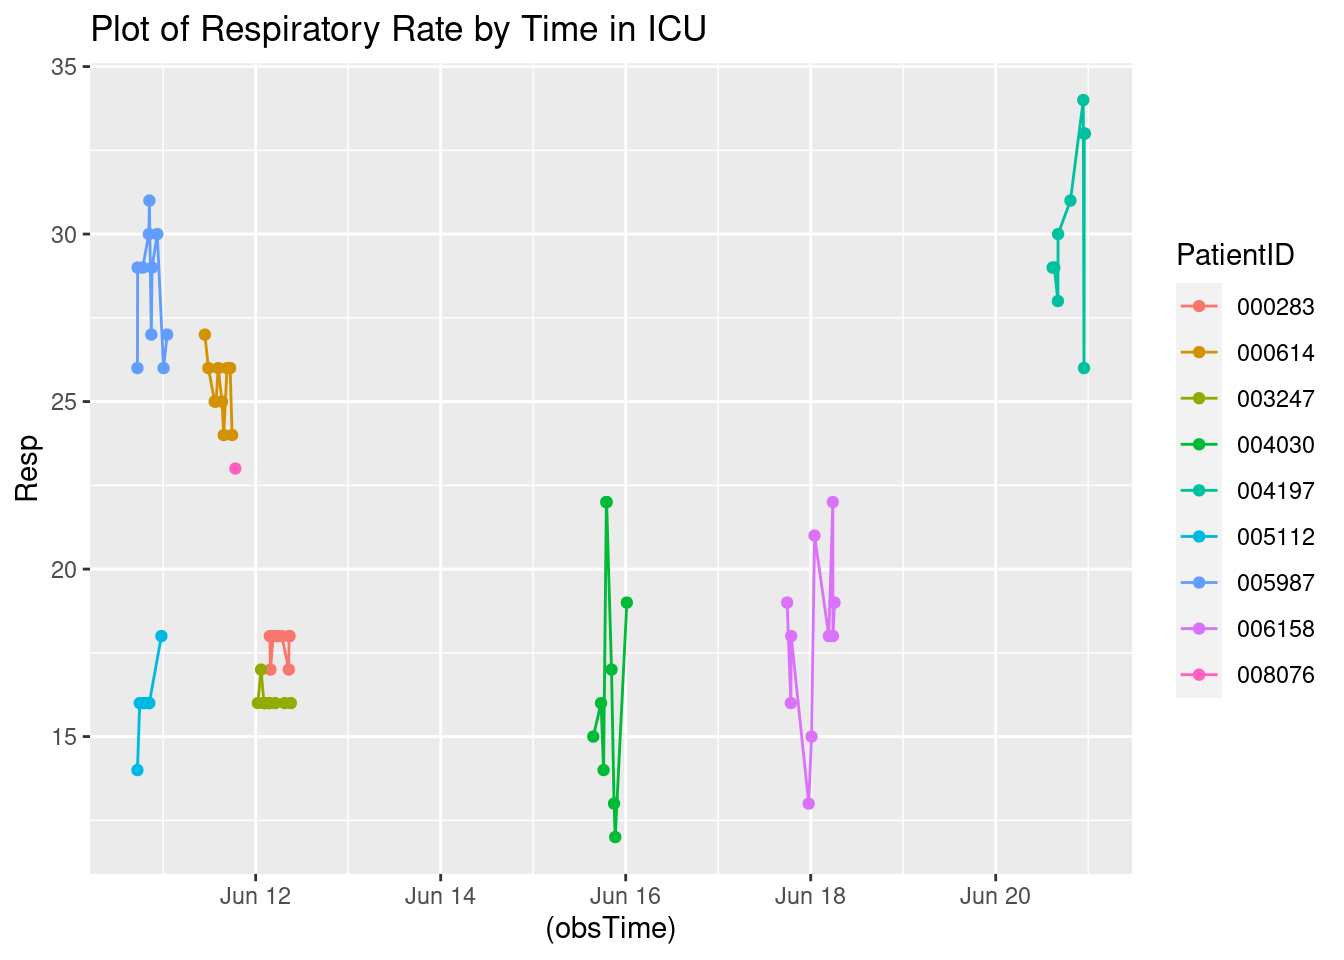 Plot of Respiratory Rate by Time in ICU
35
30
25
20
15
Resp
Jun 12
Jun 14
Jun 16
Jun 18
Jun 20
(obsTime)
PatientID
000283
000614
003247
004030
004197
005112
005987
006158
008076